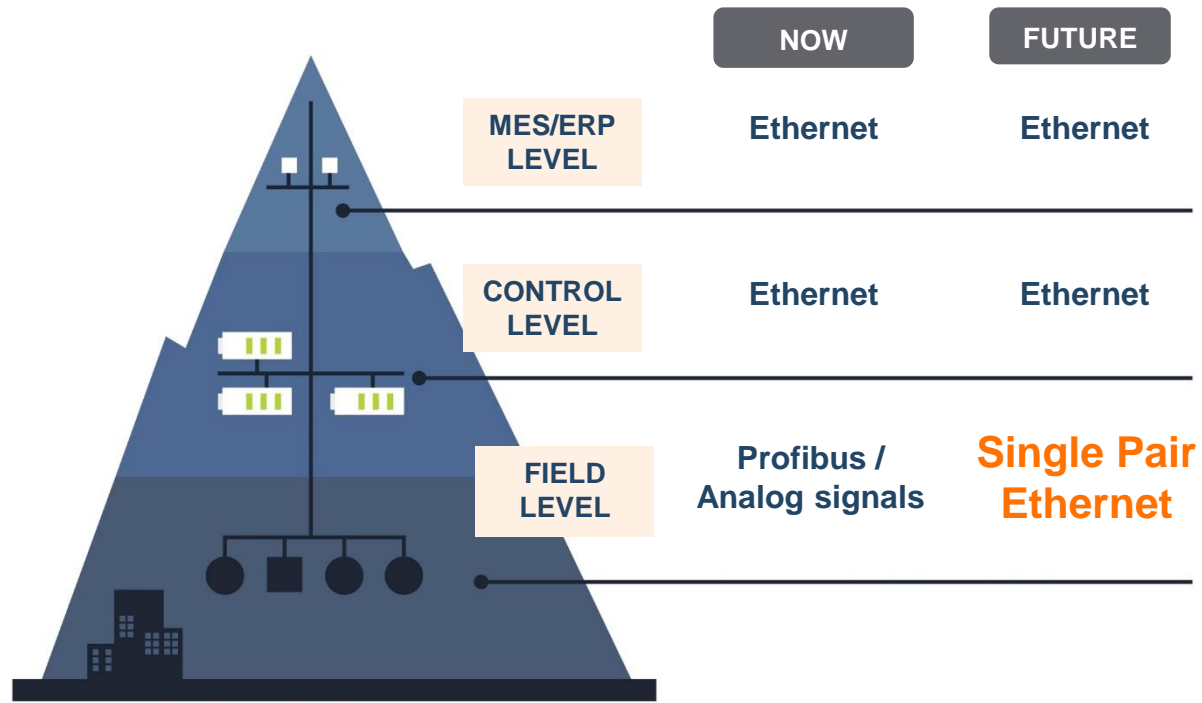 NOW
FUTURE
MES/ERP
LEVEL
Ethernet
Ethernet
CONTROL
LEVEL
Ethernet
Ethernet
FIELD
LEVEL
Profibus /
Analog signals
Single Pair
Ethernet